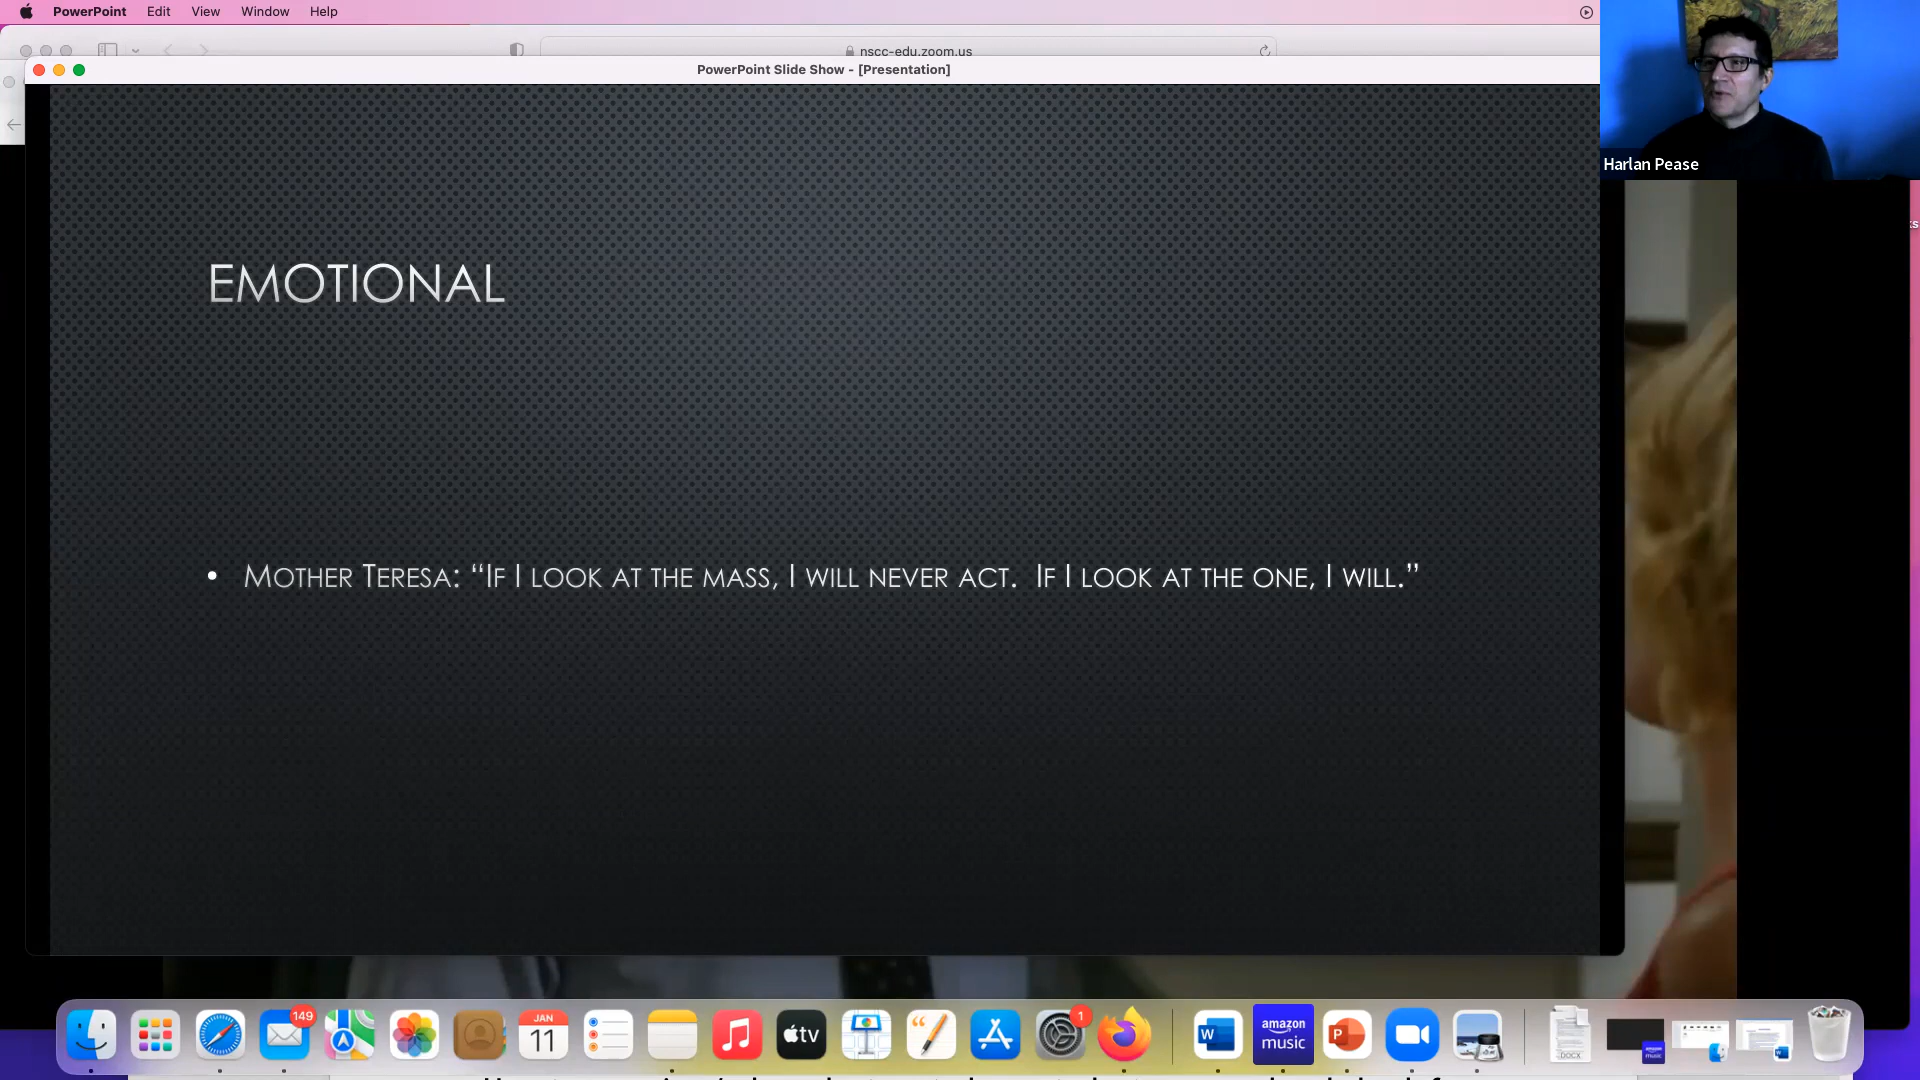 PowerPoint Edit View Window Help
nscc-edu.zoom.us
PowerPoint Slide Show - [Presentation]
Harlan Pease
ks
EMOTIONAL
• MOTHER TERESA: “IF I LOOK AT THE MASS, I WILL NEVER ACT. IF I LOOK AT THE ONE, I WILL.”
149
JAN
11
tv
1
W
amazon
music
P
DOCX